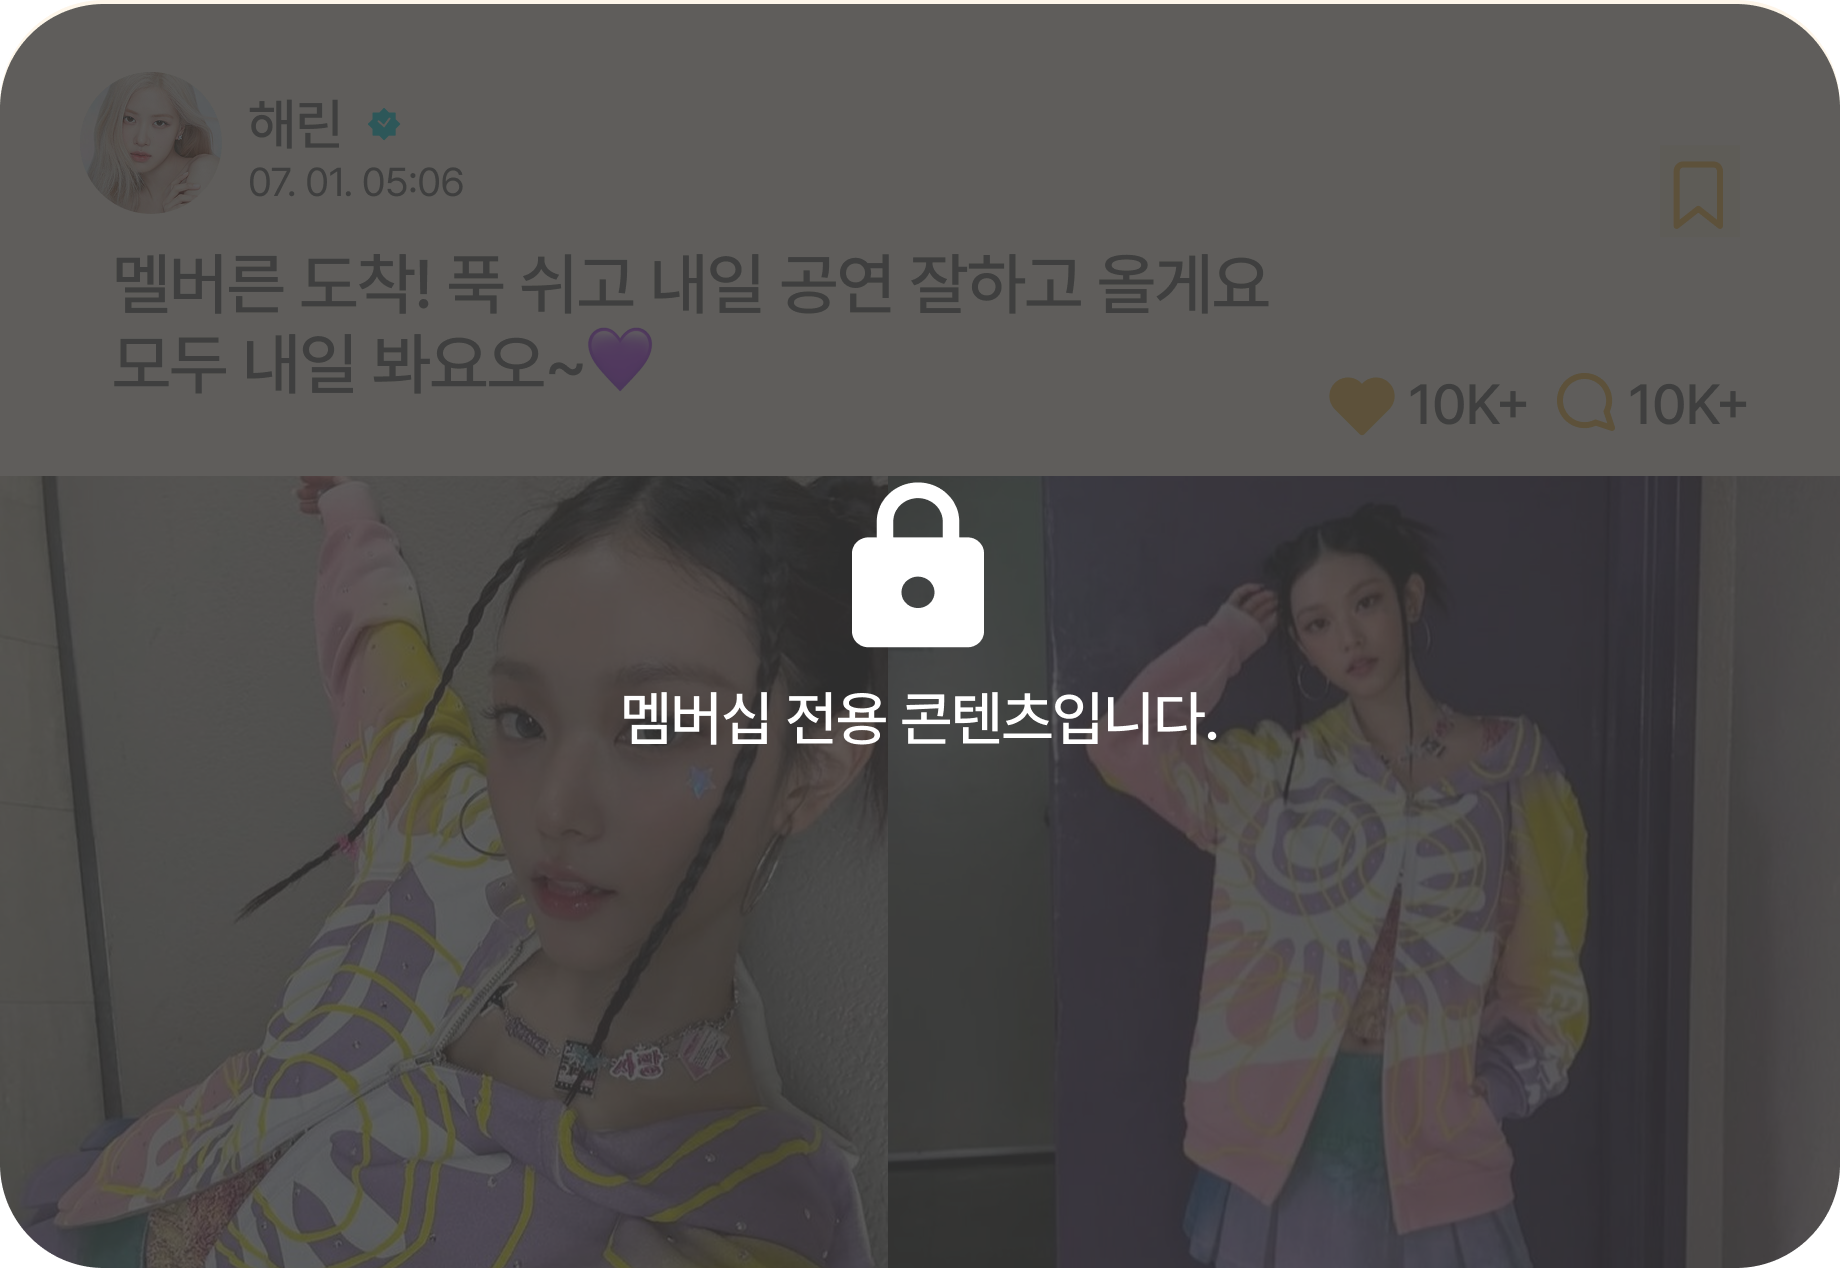 해린
07. 01. 05:06
멜버른 도착! 푹 쉬고 내일 공연 잘하고 올게요
모두 내일 봐요오~💜
10K+ 10K+
멤버십 전용 콘텐츠입니다.